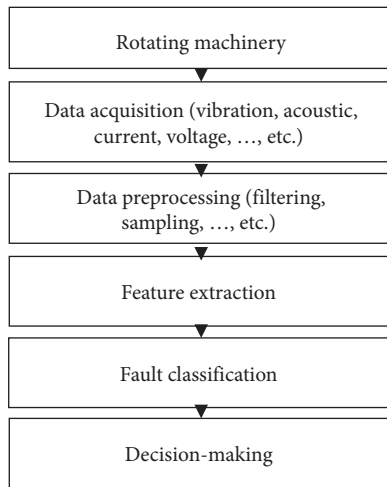 Rotating machinery
Data acquisition (vibration, acoustic,
current, voltage, …, etc.)
Data preprocessing (filtering,
sampling, …, etc.)
Feature extraction
Fault classification
Decision-making